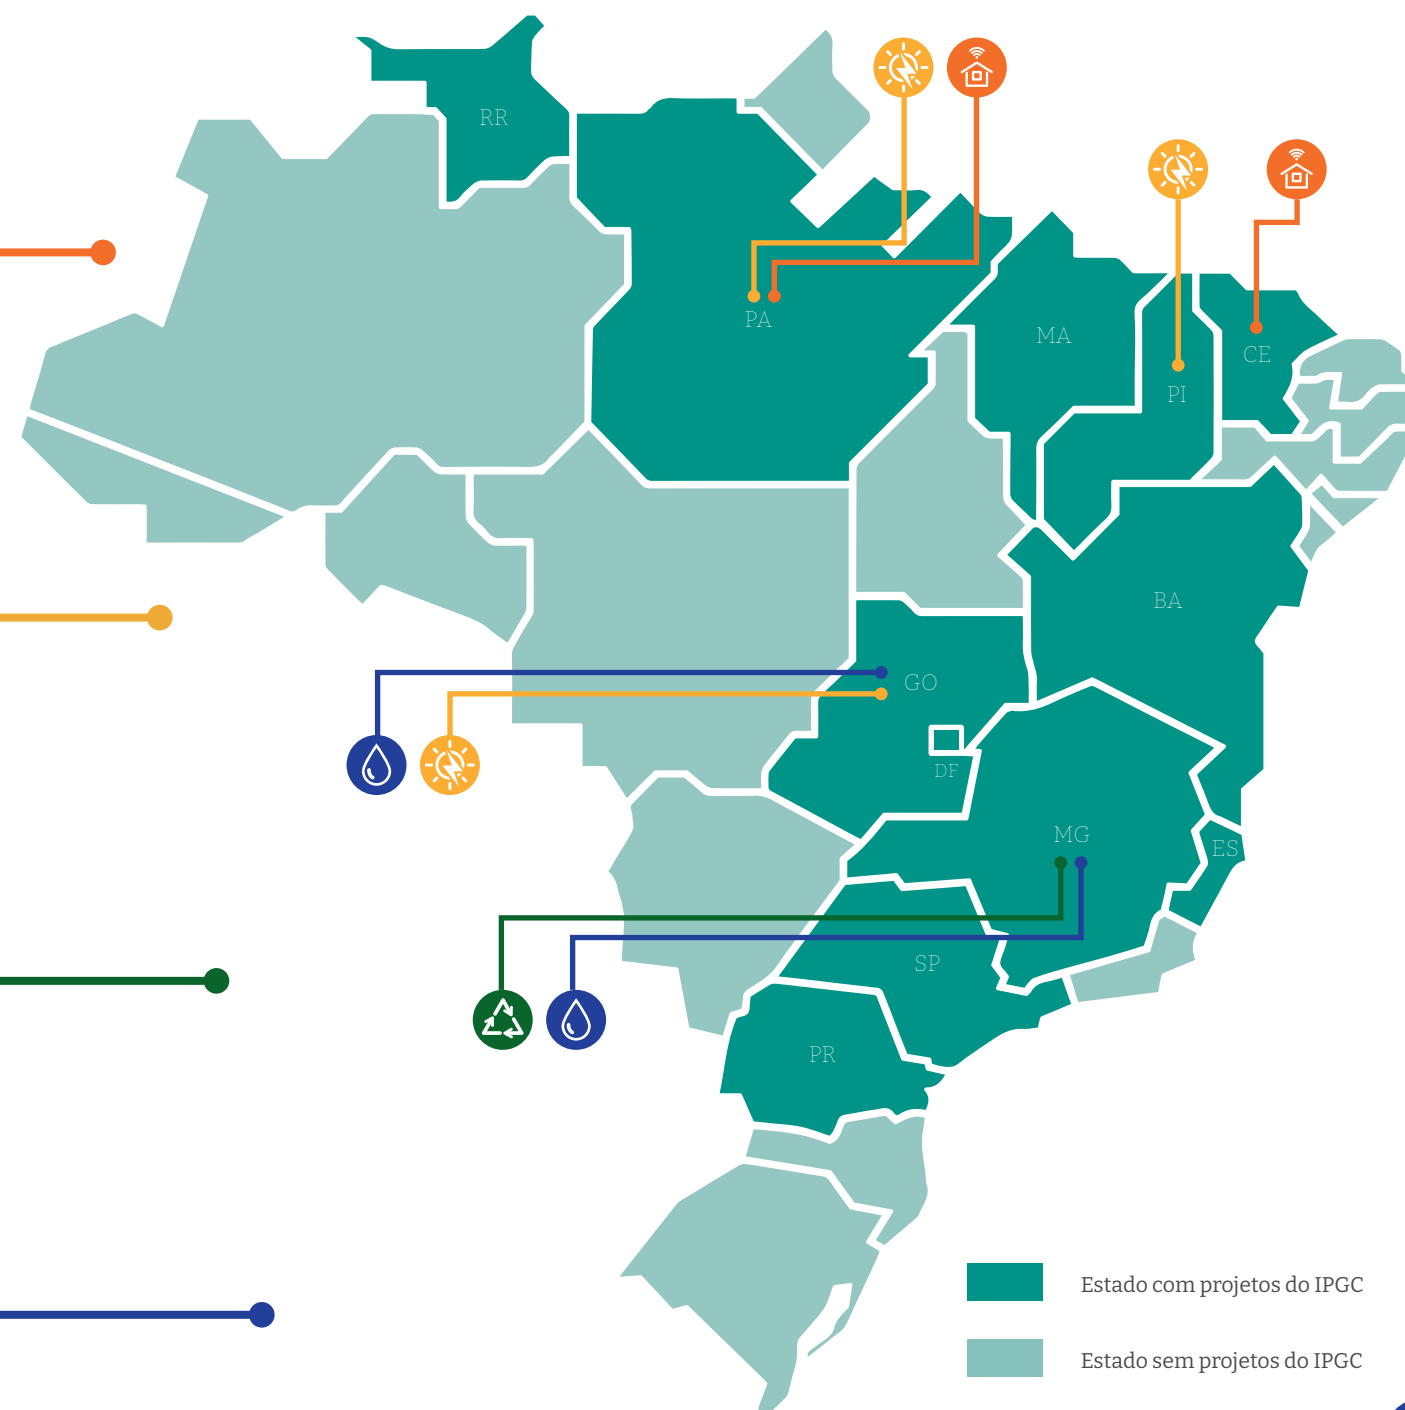 RR
PA
MA
CE
PI
BA
GO
DF
MG
ES
SP
PR
Estado com projetos do IPGC
Estado sem projetos do IPGC